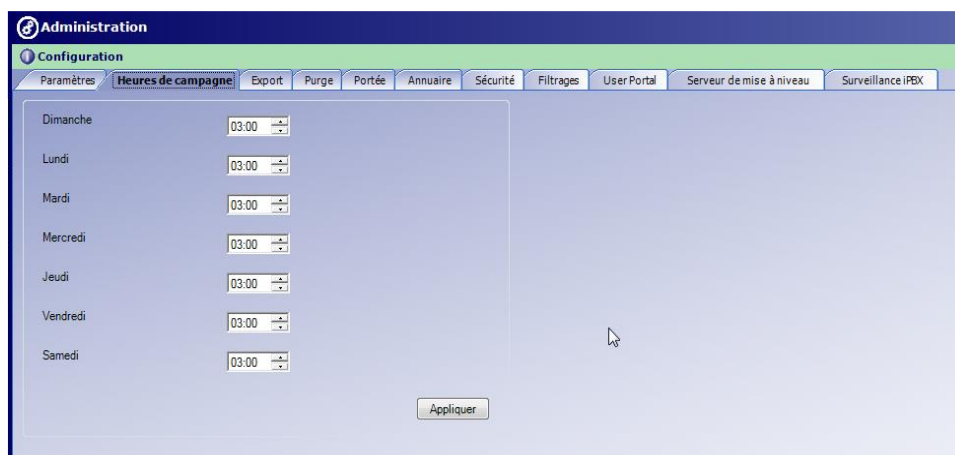 Administration
Configuration
Paramètres Heures de campagne Export Purge Portée Annuaire Sécurité Filtrages User Portal Serveur de mise à niveau Surveillance iPBX
Dimanche 03:00
Lundi 03:00
Mardi 03:00
Mercredi 03:00
Jeudi 03:00
Vendredi 03:00
Samedi 03:00
Appliquer